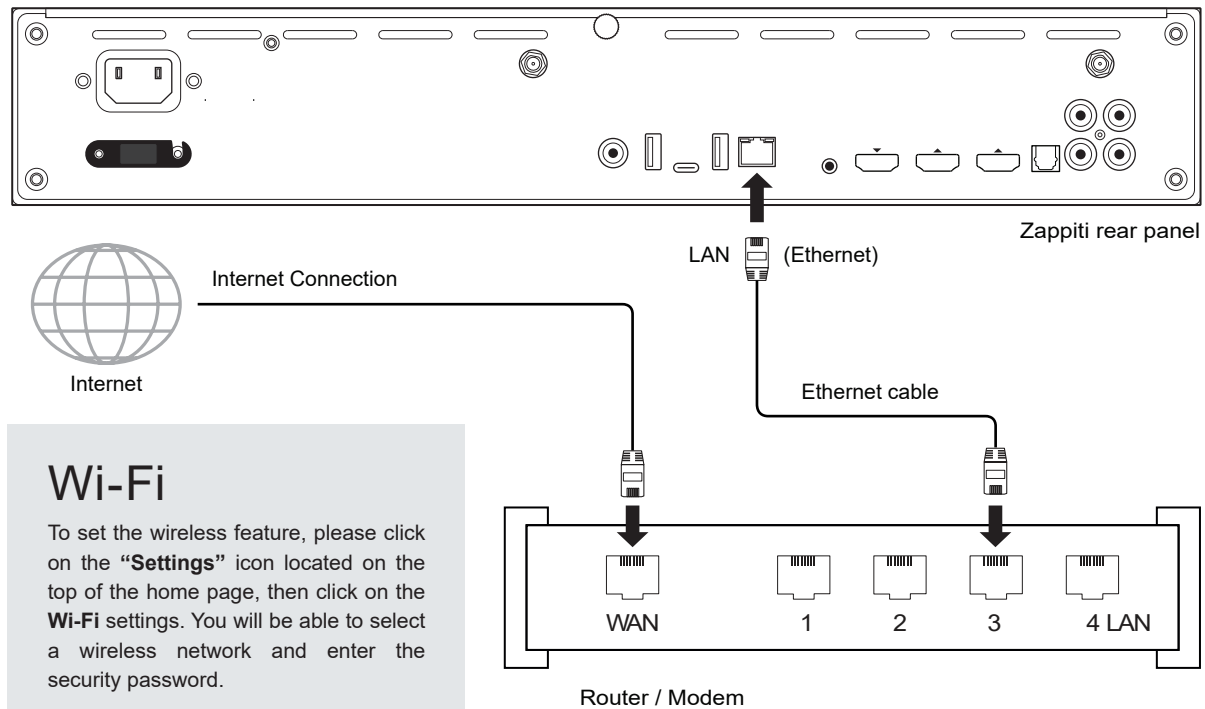 Zappiti rear panel
LAN (Ethernet)
Internet Connection
Internet
Ethernet cable
Wi-Fi
To set the wireless feature, please click
on the “Settings” icon located on the
top of the home page, then click on the
Wi-Fi settings. You will be able to select
a wireless network and enter the
security password.
WAN 1 2 3 4 LAN
Router / Modem